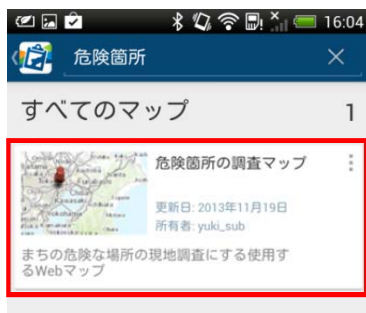 16:04
危険箇所
すべてのマップ 1
危険箇所の調査マップ
更新日: 2013年11月19日
所有者: yuki_sub
まちの危険な場所の現地調査にする使用す
るWebマップ